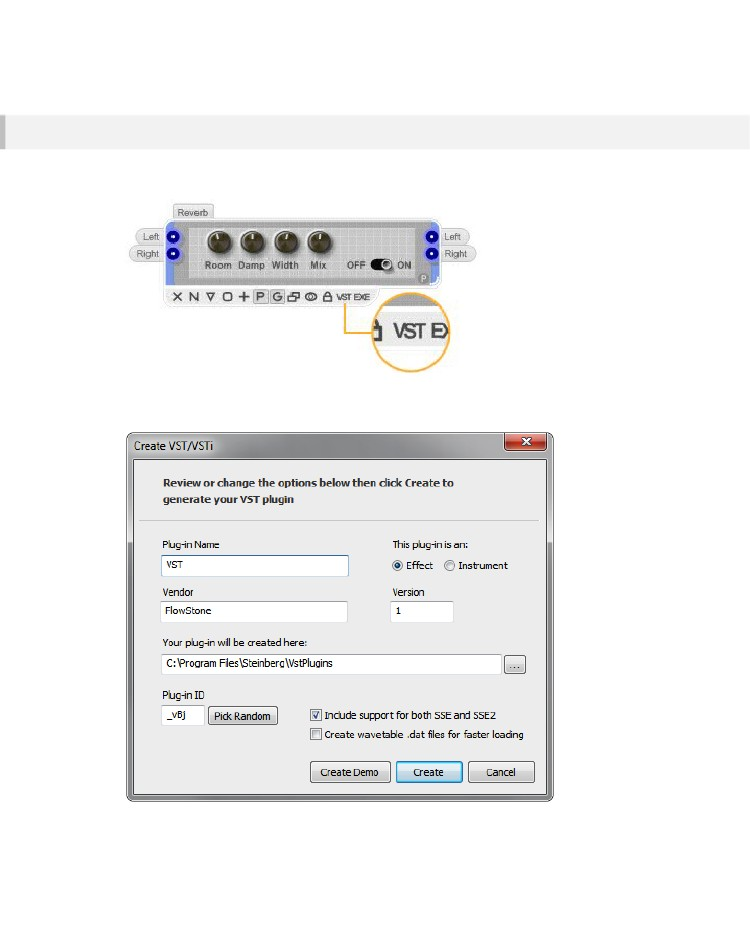 Reverb
Left Left
Right Right
Room Damp Width Mix OFF ON
P
X N P G VST EXE
VST EX
Create VST/VSTi
Review or change the options below then click Create to
generate your VST plugin
Plug-in Name This plug-in is an:
VST Effect Instrument
Vendor Version
FlowStone 1
Your plug-in will be created here:
C:\Program Files\Steinberg\VstPlugins ...
Plug-in ID
_vBj Pick Random Include support for both SSE and SSE2
Create wavetable .dat files for faster loading
Create Demo Create Cancel